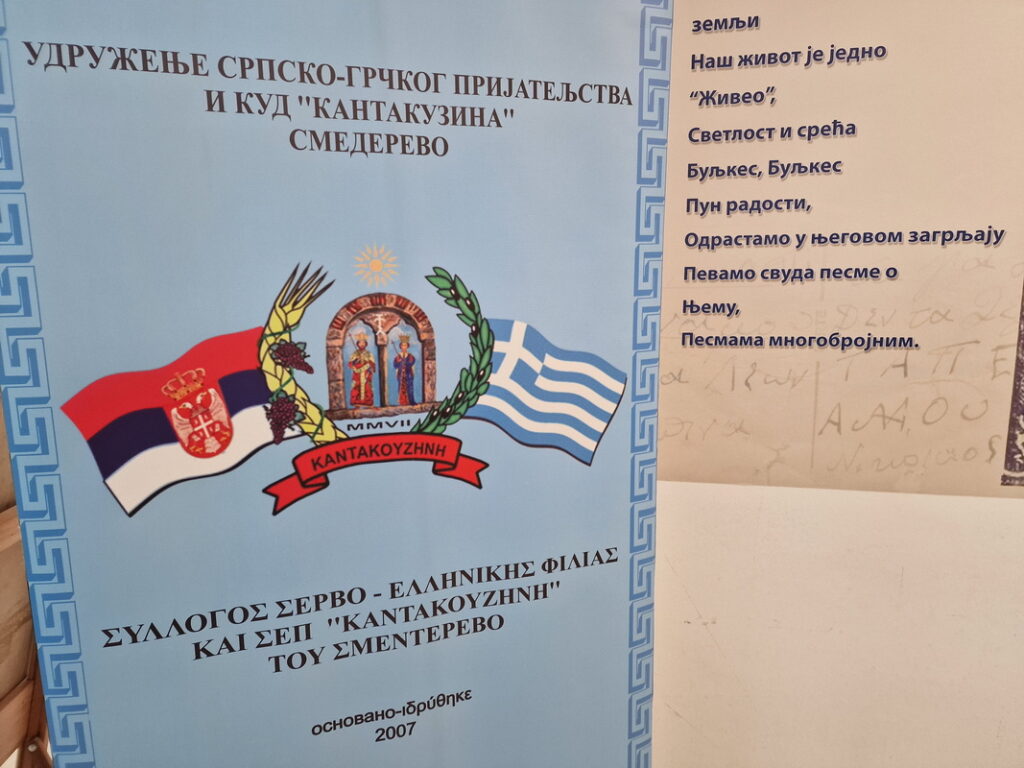 УДРУЖЕЊЕ СРПСКО-ГРЧКОГ ПРИЈАТЕЉСТВА
И КУД "КАНТАКУЗИНА"
СМЕДЕРЕВО
MMVII
ΚΑΝΤΑΚΟΥΖΗΝΗ
ΣΥΛΛΟΓΟΣ ΣΕΡΒΟ - ΕΛΛΗΝΙΚΗΣ ΦΙΛΙΑΣ
ΚΑΙ ΣΕΠ "ΚΑΝΤΑΚΟΥΖΗΝΗ"
ΤΟΥ ΣΜΕΝΤΕΡΕΒΟ
основано-ιδρύθηκε
2007
земљи
Наш живот је једно
“Живео”,
Светлост и срећа
Буљкес, Буљкес
Пун радости,
Одрастамо у његовом загрљају
Певамо свуда песме о
Њему,
Песмама многобројним.